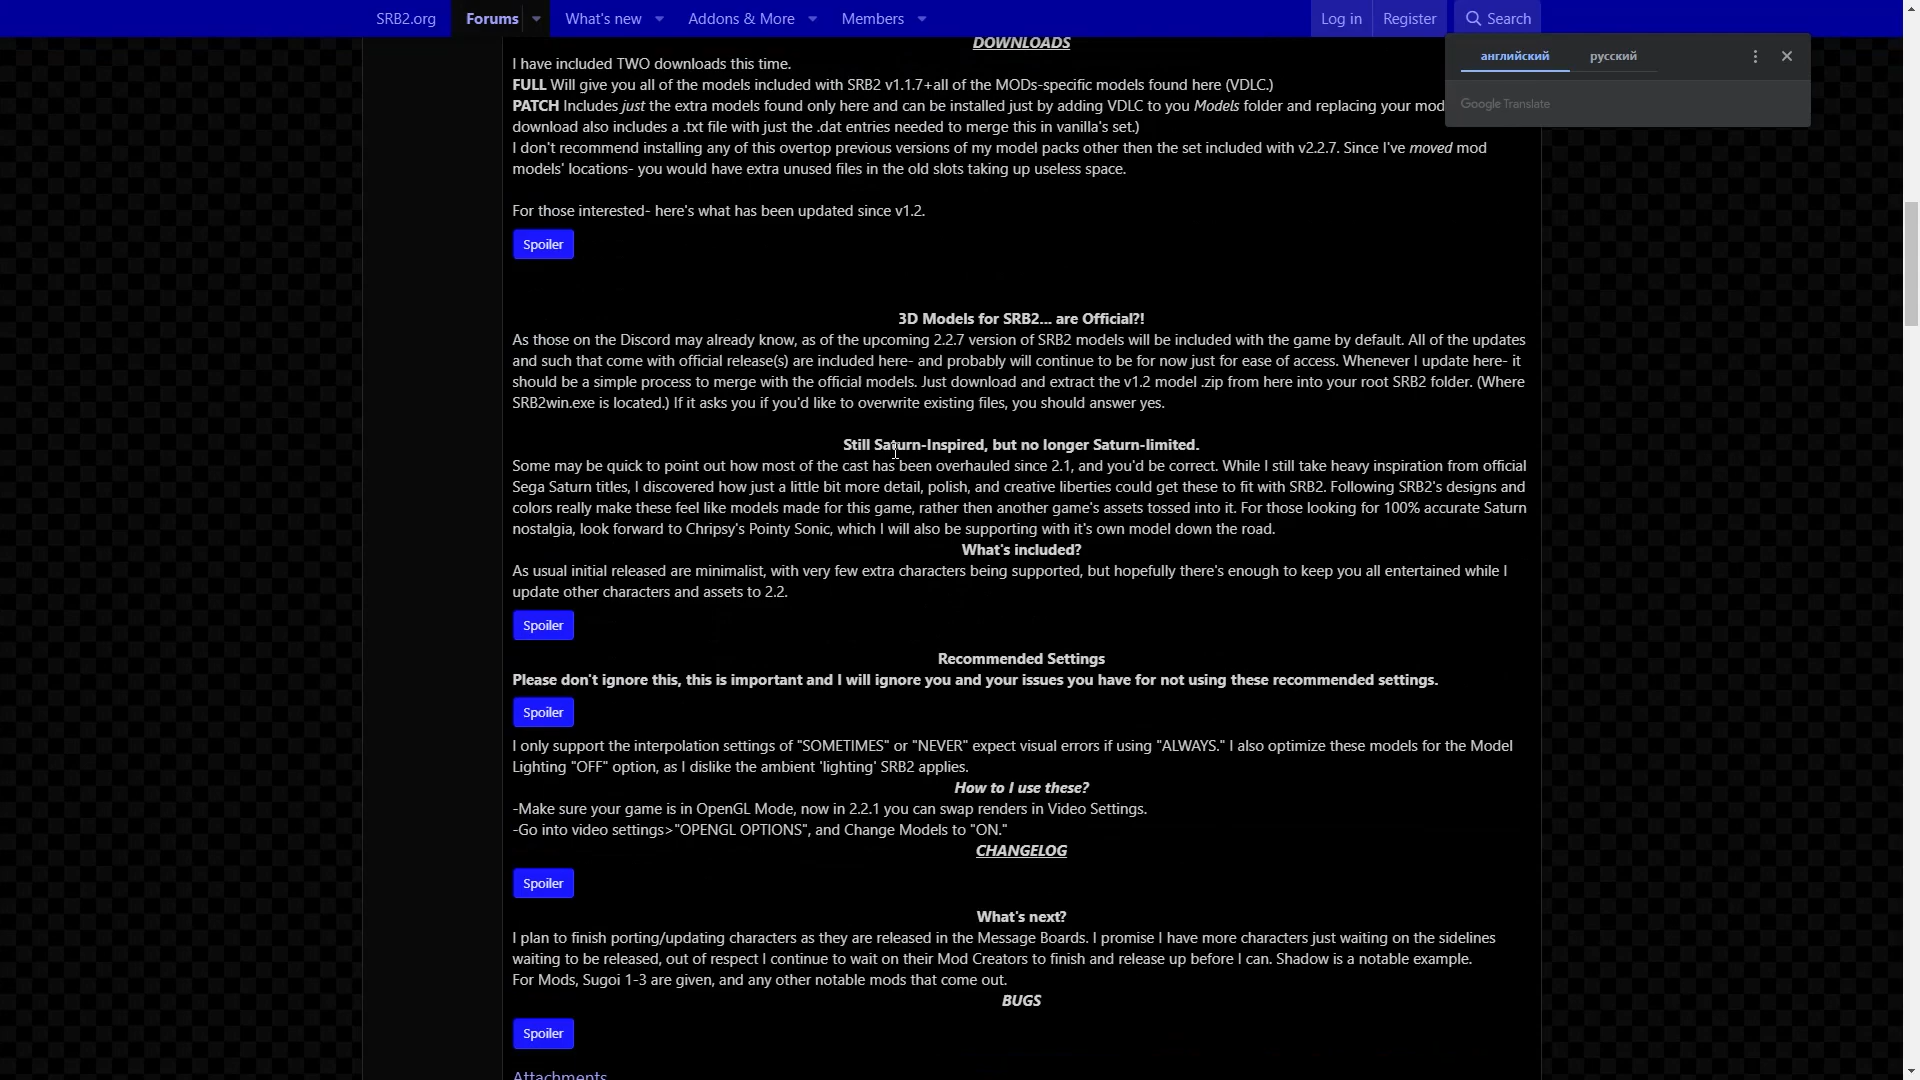 SRB2.org
Forums
What's new
Addons & More
Members
Log in
Register
Search
английский
русский
Google Translate
DOWNLOADS
I have included TWO downloads this time.
FULL Will give you all of the models included with SRB2 v1.1.7+all of the MODs-specific models found here (VDLC.)
PATCH Includes just the extra models found only here and can be installed just by adding VDLC to you Models folder and replacing your mod
download also includes a .txt file with just the .dat entries needed to merge this in vanilla's set.)
I don't recommend installing any of this overtop previous versions of my model packs other then the set included with v2.2.7. Since I've moved mod
models' locations- you would have extra unused files in the old slots taking up useless space.
For those interested- here's what has been updated since v1.2.
Spoiler
3D Models for SRB2... are Official?!
As those on the Discord may already know, as of the upcoming 2.2.7 version of SRB2 models will be included with the game by default. All of the updates
and such that come with official release(s) are included here- and probably will continue to be for now just for ease of access. Whenever I update here- it
should be a simple process to merge with the official models. Just download and extract the v1.2 model .zip from here into your root SRB2 folder. (Where
SRB2win.exe is located.) If it asks you if you'd like to overwrite existing files, you should answer yes.
Still Saturn-Inspired, but no longer Saturn-limited.
Some may be quick to point out how most of the cast has been overhauled since 2.1, and you'd be correct. While I still take heavy inspiration from official
Sega Saturn titles, I discovered how just a little bit more detail, polish, and creative liberties could get these to fit with SRB2. Following SRB2's designs and
colors really make these feel like models made for this game, rather then another game's assets tossed into it. For those looking for 100% accurate Saturn
nostalgia, look forward to Chripsy's Pointy Sonic, which I will also be supporting with it's own model down the road.
What's included?
As usual initial released are minimalist, with very few extra characters being supported, but hopefully there's enough to keep you all entertained while I
update other characters and assets to 2.2.
Spoiler
Recommended Settings
Please don't ignore this, this is important and I will ignore you and your issues you have for not using these recommended settings.
Spoiler
I only support the interpolation settings of "SOMETIMES" or "NEVER" expect visual errors if using "ALWAYS." I also optimize these models for the Model
Lighting "OFF" option, as I dislike the ambient 'lighting' SRB2 applies.
How to I use these?
-Make sure your game is in OpenGL Mode, now in 2.2.1 you can swap renders in Video Settings.
-Go into video settings>"OPENGL OPTIONS", and Change Models to "ON."
CHANGELOG
Spoiler
What's next?
I plan to finish porting/updating characters as they are released in the Message Boards. I promise I have more characters just waiting on the sidelines
waiting to be released, out of respect I continue to wait on their Mod Creators to finish and release up before I can. Shadow is a notable example.
For Mods, Sugoi 1-3 are given, and any other notable mods that come out.
BUGS
Spoiler
Attachments